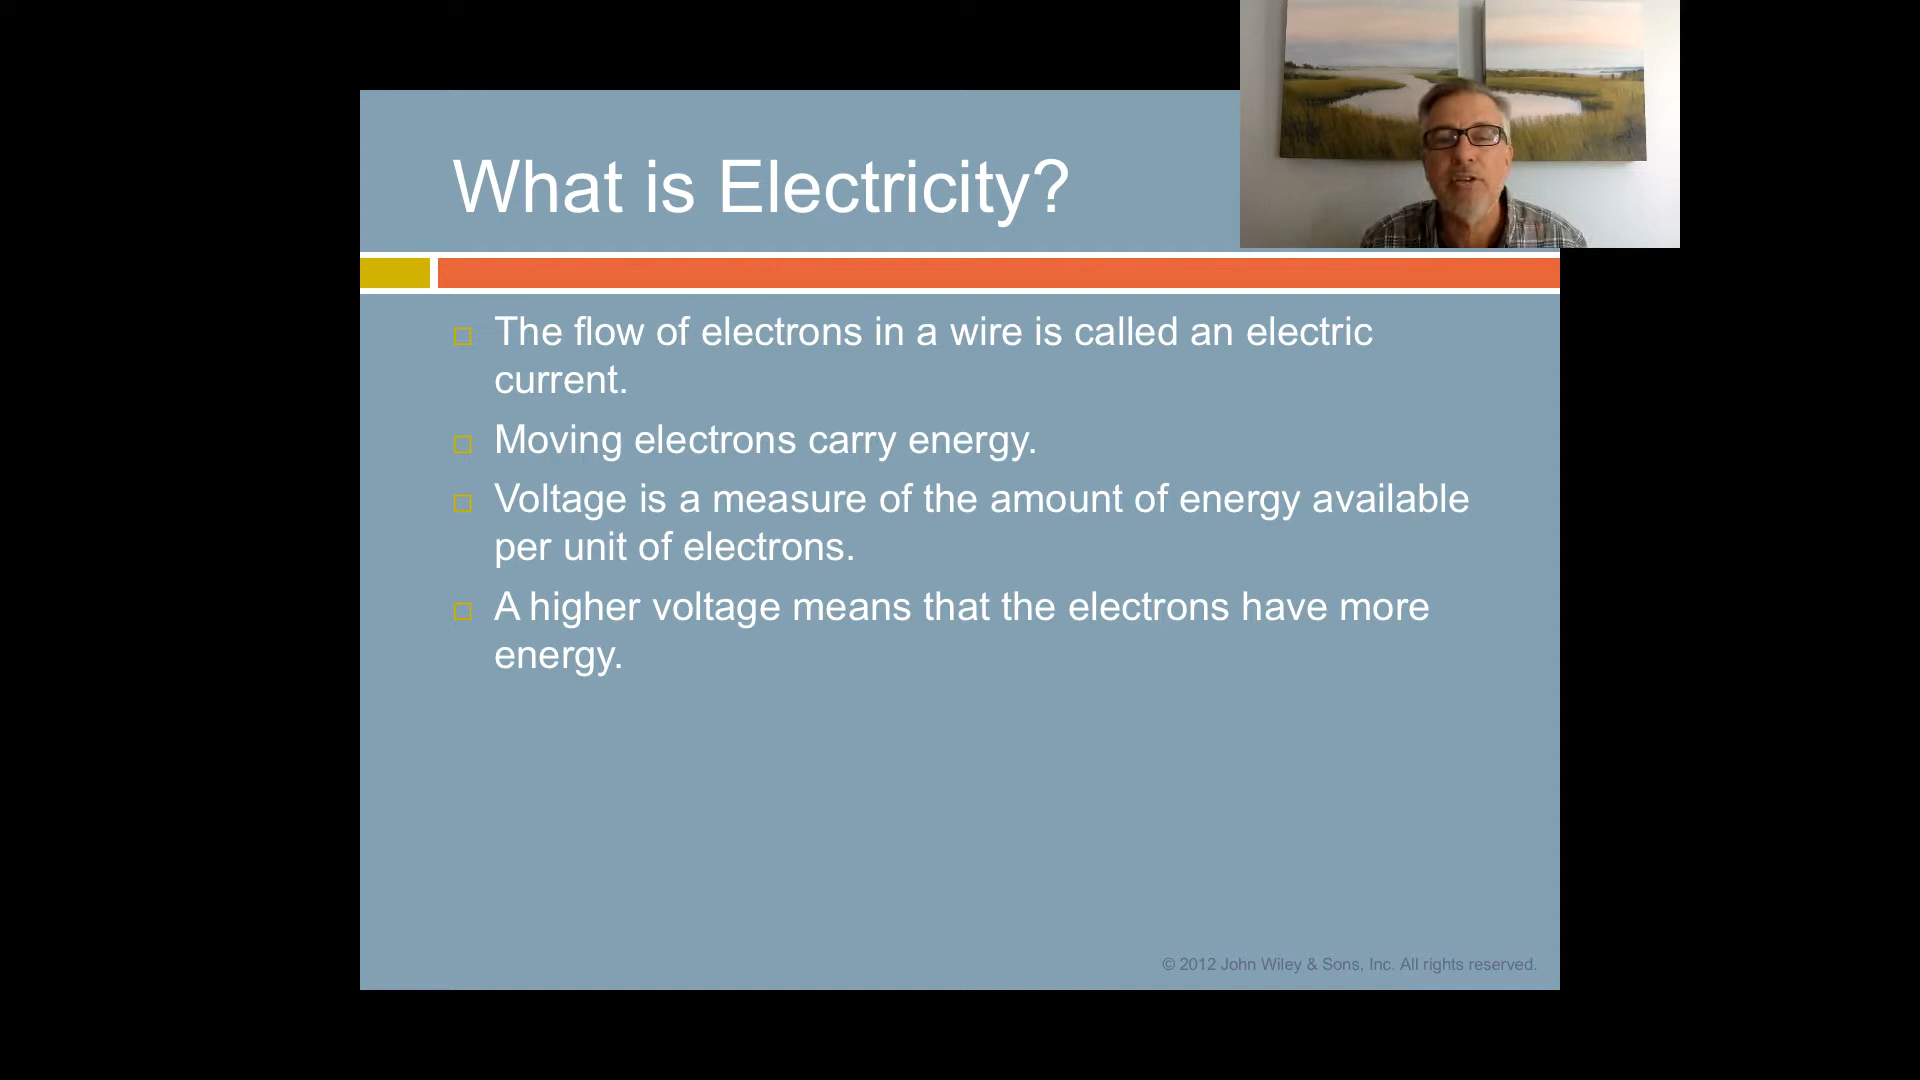 What is Electricity?
The flow of electrons in a wire is called an electric
current.
Moving electrons carry energy.
Voltage is a measure of the amount of energy available
per unit of electrons.
A higher voltage means that the electrons have more
energy.
© 2012 John Wiley & Sons, Inc. All rights reserved.